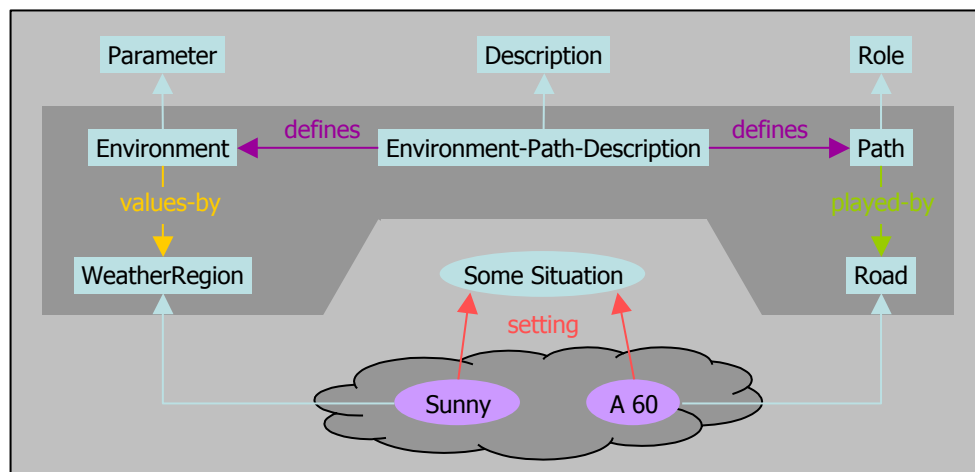 Parameter
Description
Role
defines
defines
Environment
Environment-Path-Description
Path
values-by
played-by
WeatherRegion
Some Situation
Road
setting
Sunny
A 60